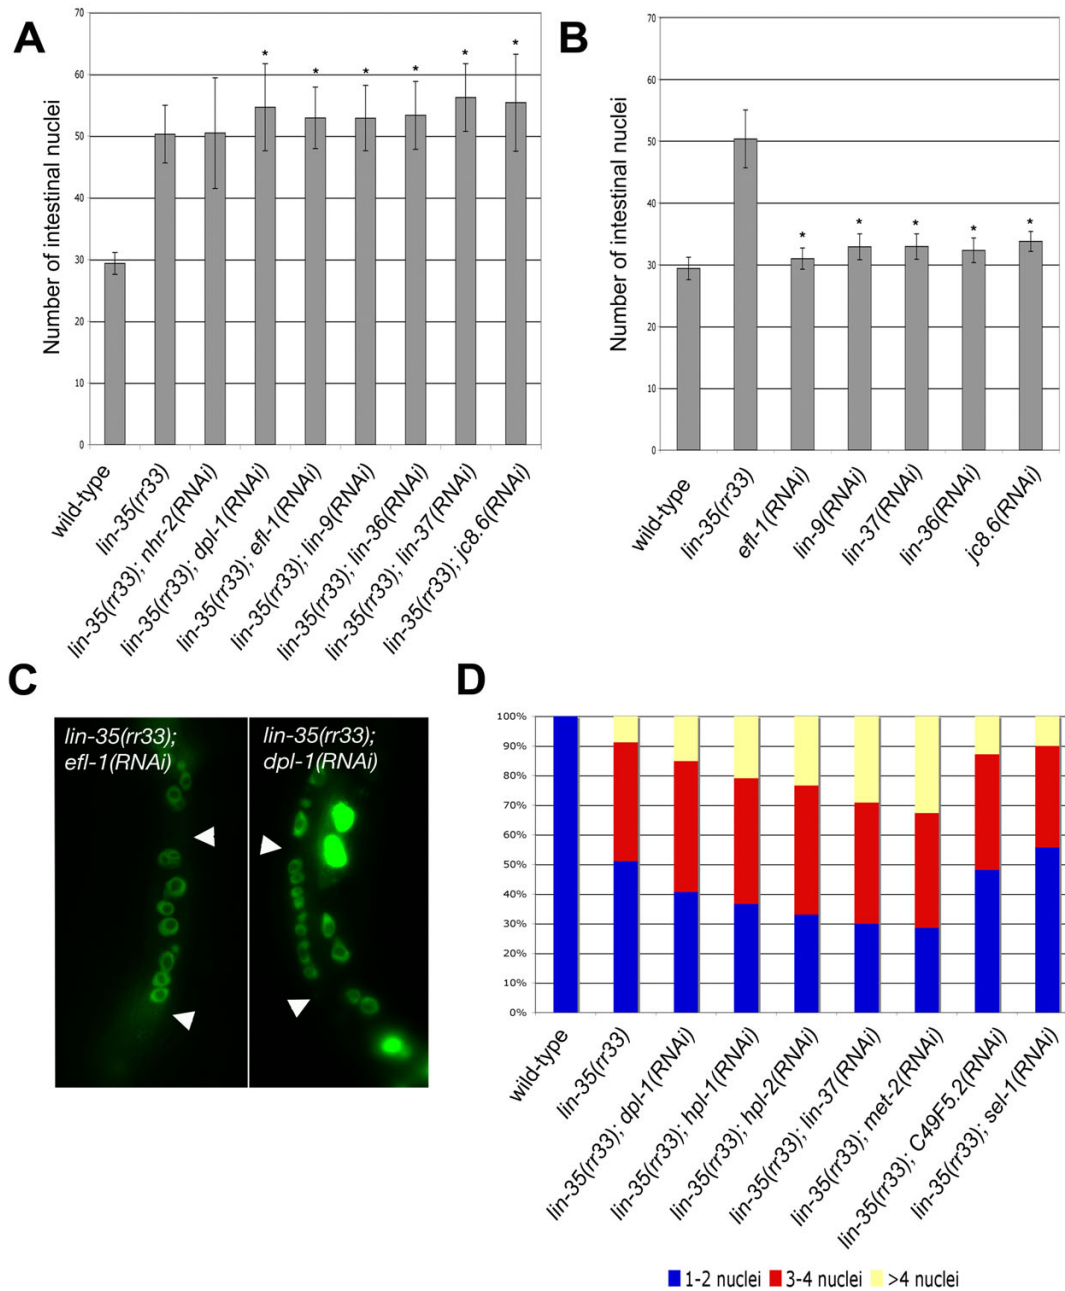 A
Number of intestinal nuclei
70
60
50
40
30
20
10
0
* * * * * *
wild-type
lin-35(rr33)
lin-35(rr33); nhr-2(RNAi)
lin-35(rr33); dpl-1(RNAi)
lin-35(rr33); efl-1(RNAi)
lin-35(rr33); lin-9(RNAi)
lin-35(rr33); lin-36(RNAi)
lin-35(rr33); lin-37(RNAi)
lin-35(rr33); jc8.6(RNAi)
B
Number of intestinal nuclei
70
60
50
40
30
20
10
0
* * * * *
wild-type
lin-35(rr33)
efl-1(RNAi)
lin-9(RNAi)
lin-37(RNAi)
lin-36(RNAi)
jc8.6(RNAi)
C
lin-35(rr33);
efl-1(RNAi)
lin-35(rr33);
dpl-1(RNAi)
D
100%
90%
80%
70%
60%
50%
40%
30%
20%
10%
0%
wild-type
lin-35(rr33)
lin-35(rr33); dpl-1(RNAi)
lin-35(rr33); hpl-1(RNAi)
lin-35(rr33); hpl-2(RNAi)
lin-35(rr33); lin-37(RNAi)
lin-35(rr33); met-2(RNAi)
lin-35(rr33); C49F5.2(RNAi)
lin-35(rr33); sel-1(RNAi)
1-2 nuclei 3-4 nuclei >4 nuclei